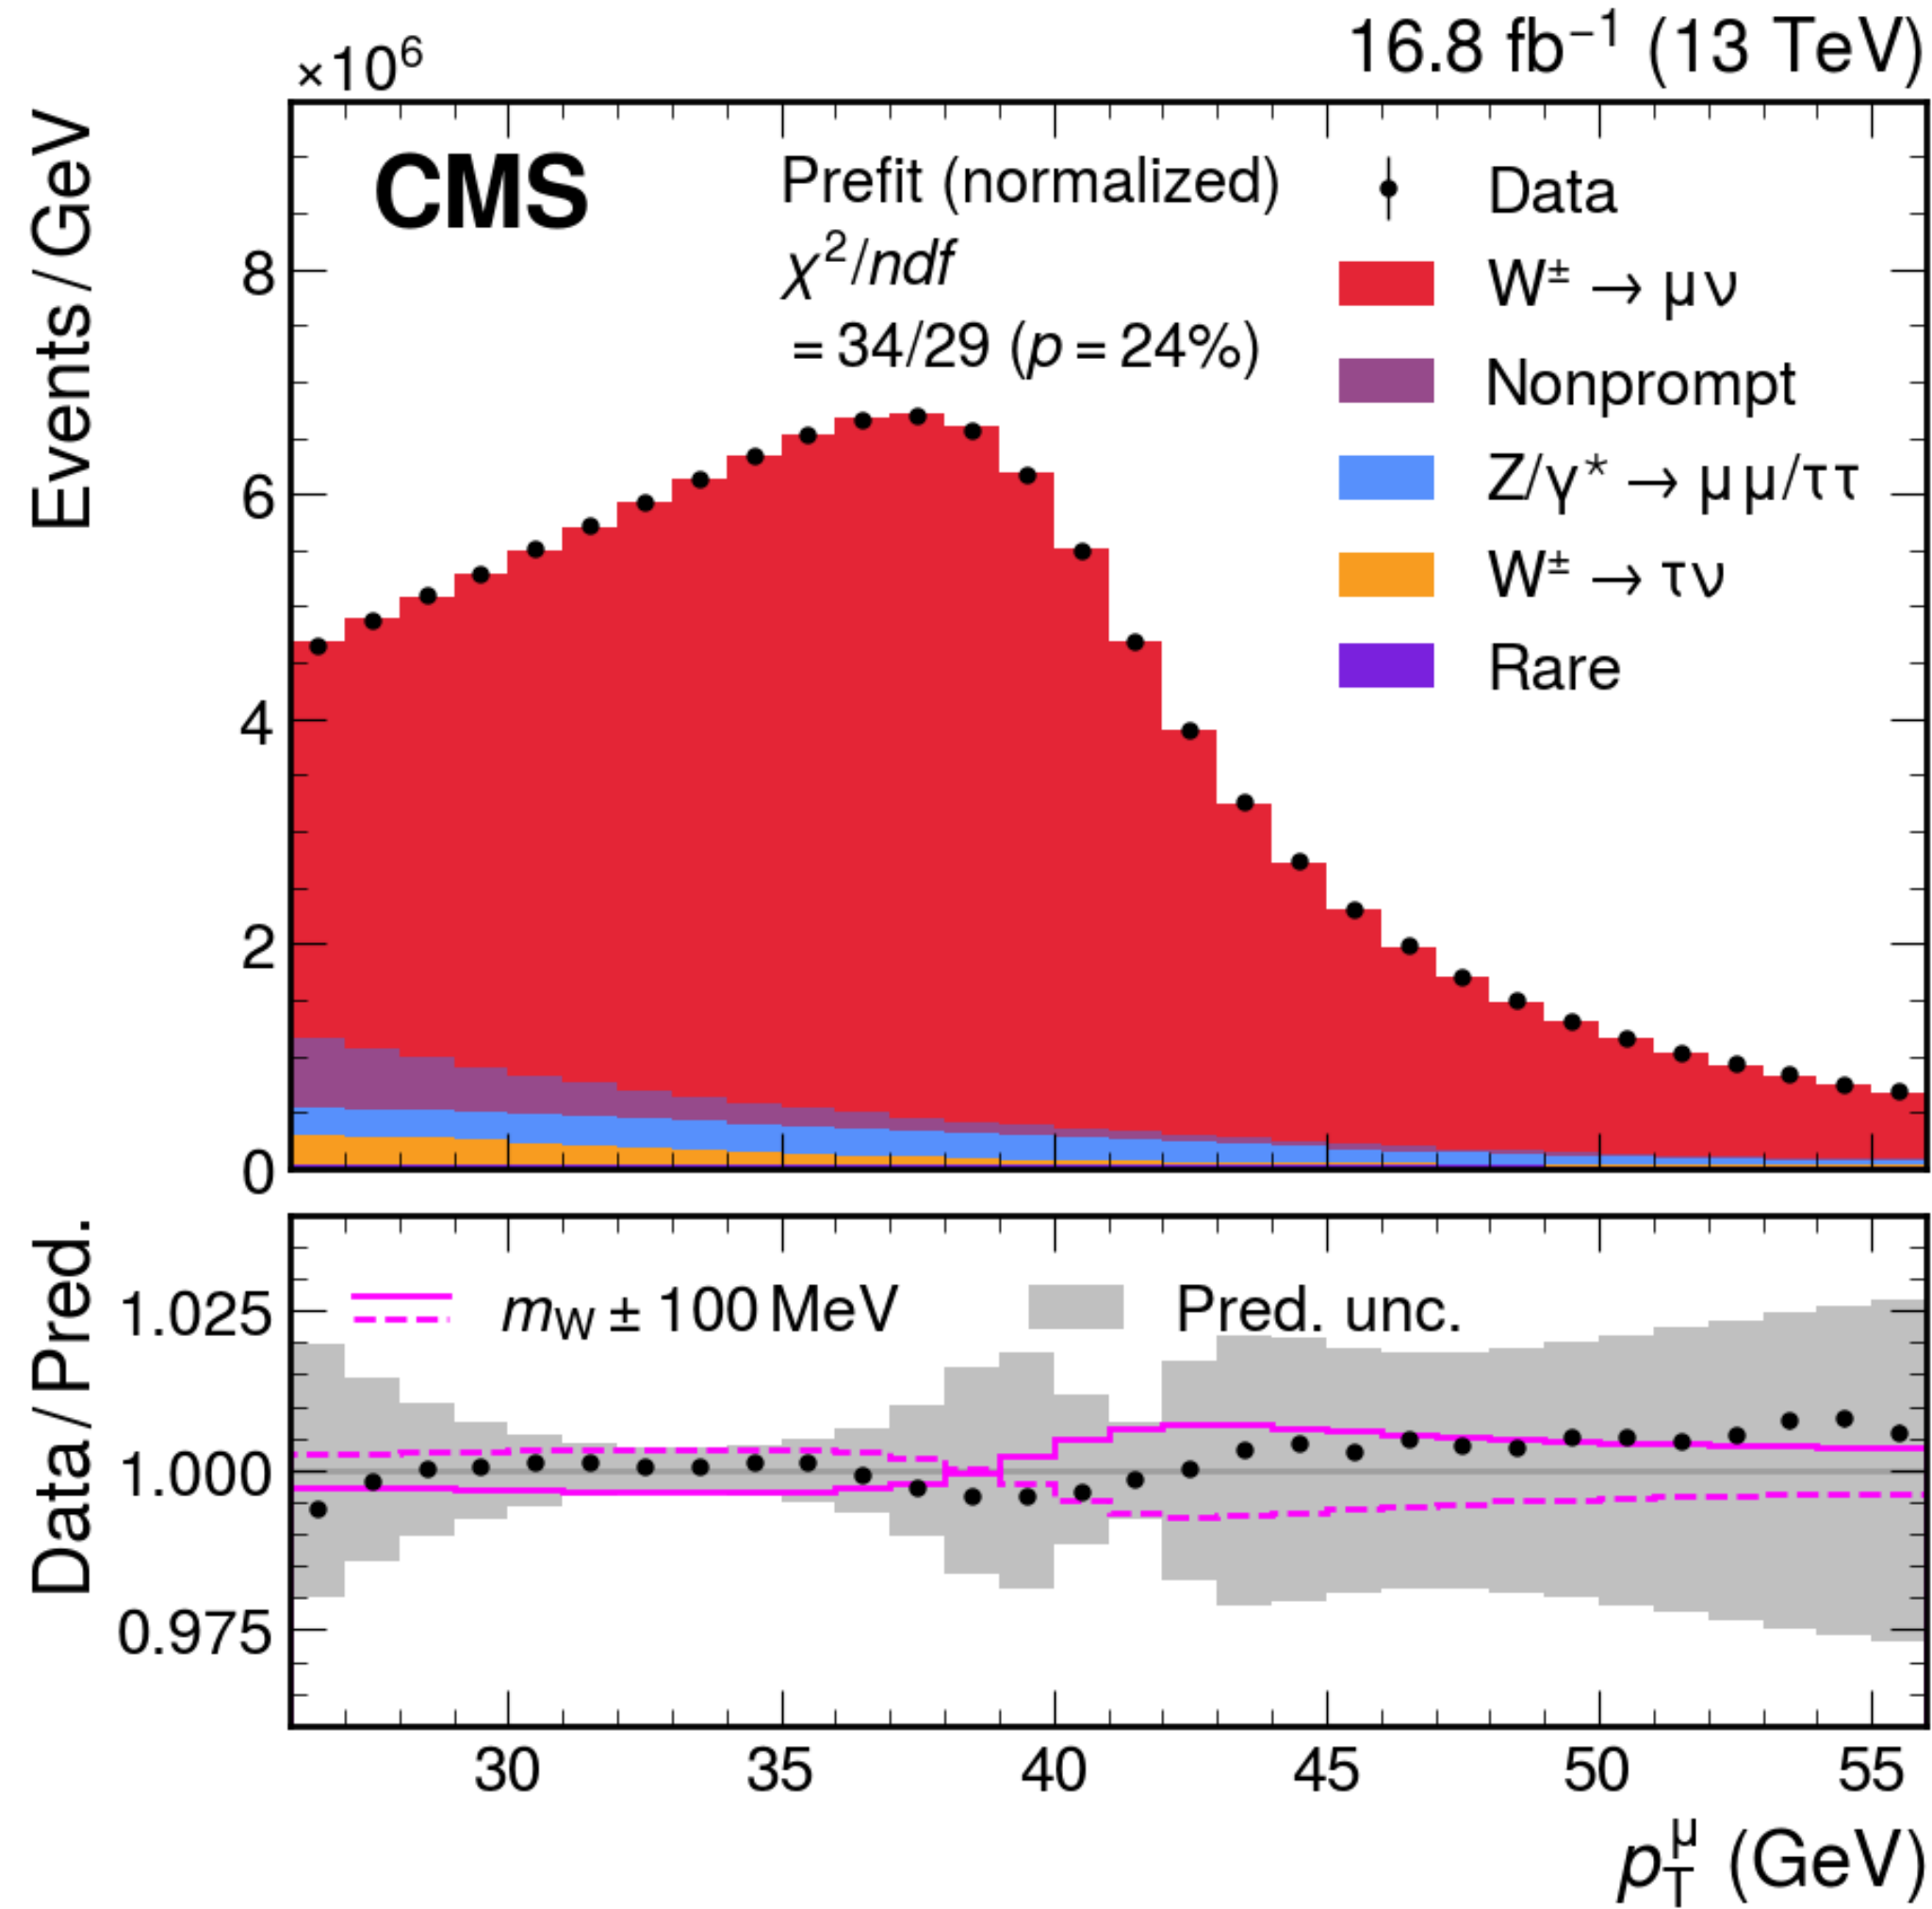 ×10⁶
16.8 fb⁻¹ (13 TeV)
Events / GeV
CMS
Prefit (normalized)
χ²/ndf
= 34/29 (p = 24%)
Data
W± → μν
Nonprompt
Z/γ* → μμ/ττ
W± → τν
Rare
8
6
4
2
0
Data / Pred.
m_W ± 100 MeV
Pred. unc.
1.025
1.000
0.975
30 35 40 45 50 55
p_T^μ (GeV)